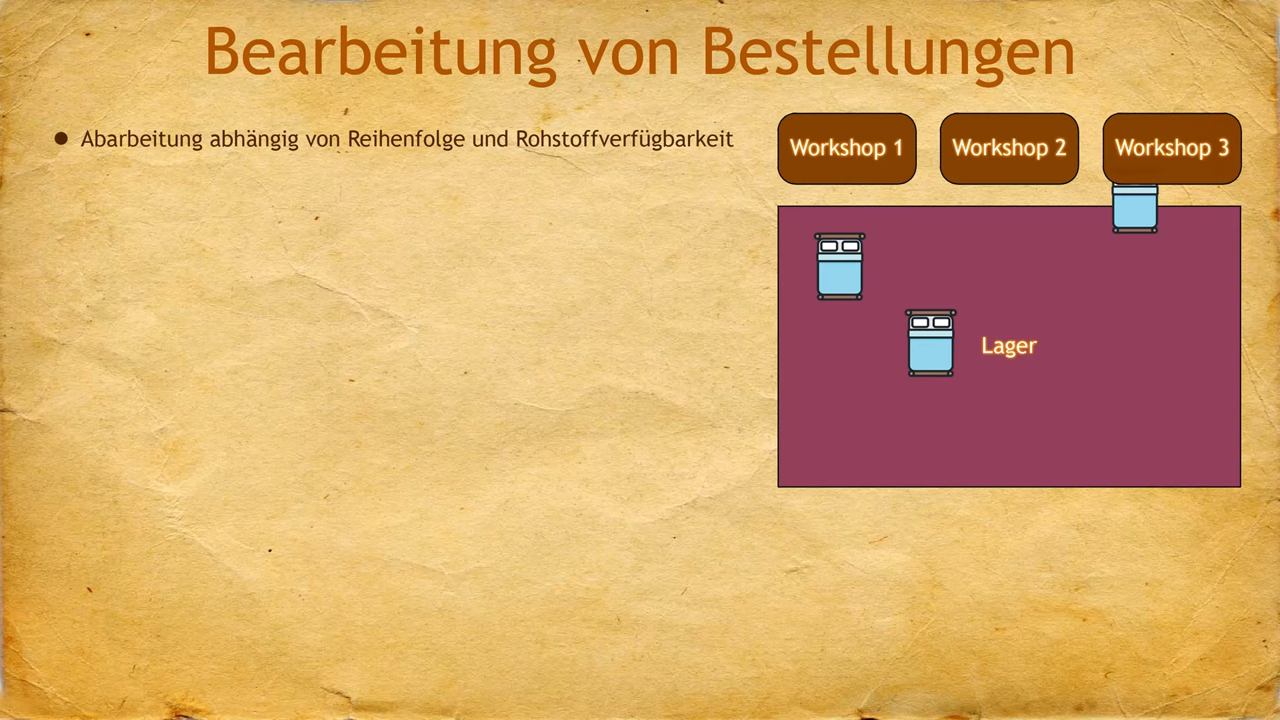 Bearbeitung von Bestellungen
Abarbeitung abhängig von Reihenfolge und Rohstoffverfügbarkeit
Workshop 1
Workshop 2
Workshop 3
Lager